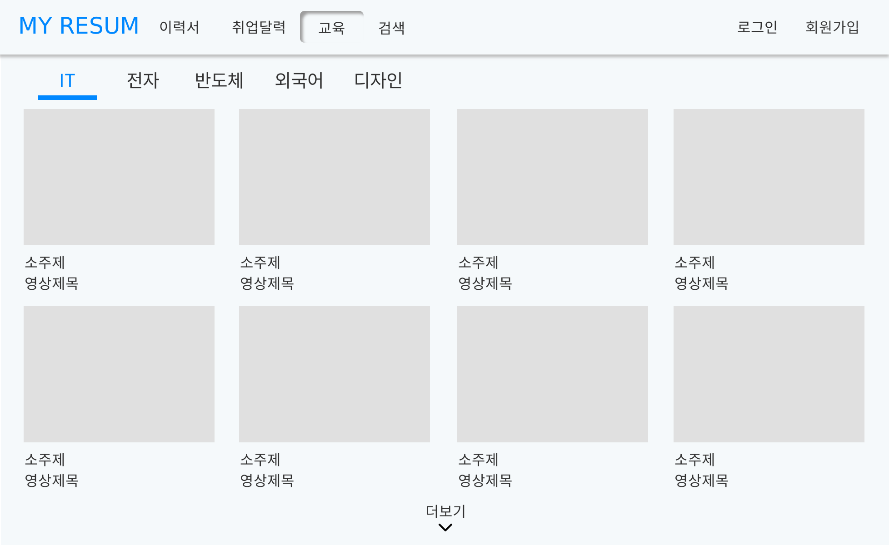 MY RESUM 이력서 취업달력 교육 검색 로그인 회원가입
IT 전자 반도체 외국어 디자인
소주제 소주제 소주제 소주제
영상제목 영상제목 영상제목 영상제목
소주제 소주제 소주제 소주제
영상제목 영상제목 영상제목 영상제목
더보기